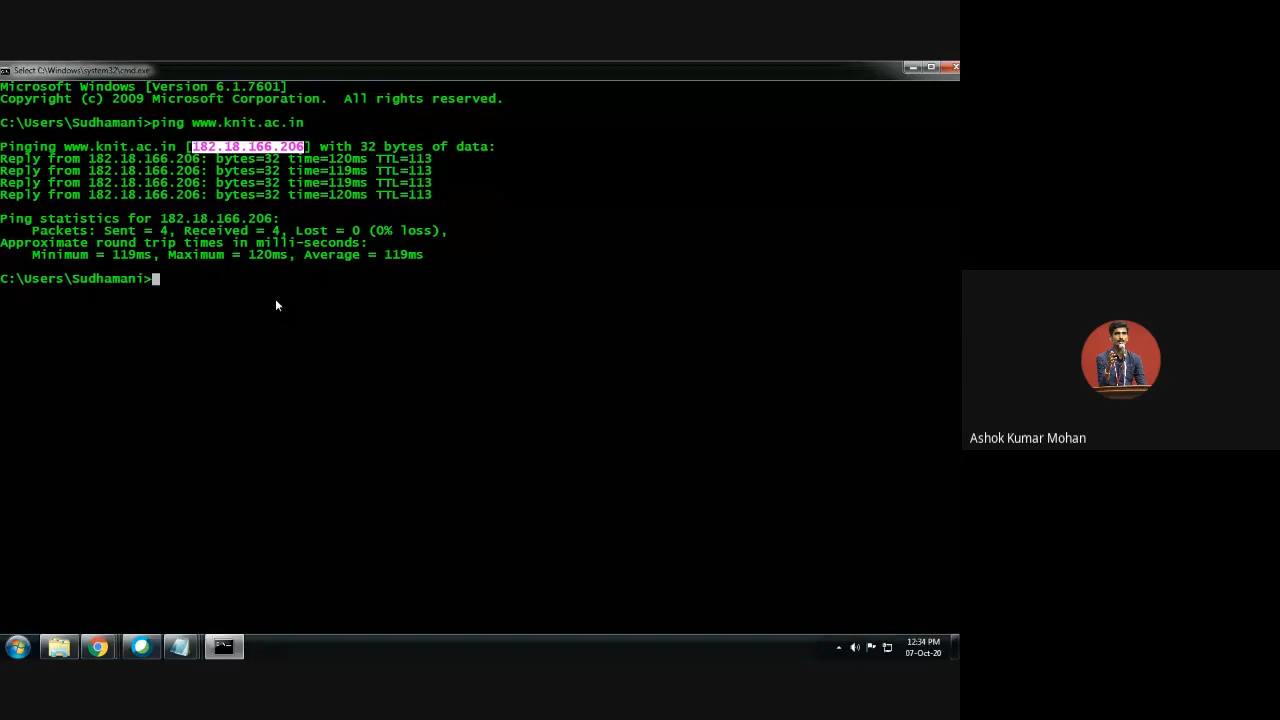 Select C:\Windows\system32\cmd.exe
Microsoft Windows [Version 6.1.7601]
Copyright (c) 2009 Microsoft Corporation.  All rights reserved.
C:\Users\Sudhamani>ping www.knit.ac.in
Pinging www.knit.ac.in [182.18.166.206] with 32 bytes of data:
Reply from 182.18.166.206: bytes=32 time=120ms TTL=113
Reply from 182.18.166.206: bytes=32 time=119ms TTL=113
Reply from 182.18.166.206: bytes=32 time=119ms TTL=113
Reply from 182.18.166.206: bytes=32 time=120ms TTL=113
Ping statistics for 182.18.166.206:
    Packets: Sent = 4, Received = 4, Lost = 0 (0% loss),
Approximate round trip times in milli-seconds:
    Minimum = 119ms, Maximum = 120ms, Average = 119ms
C:\Users\Sudhamani>
Ashok Kumar Mohan
12:34 PM
07-Oct-20